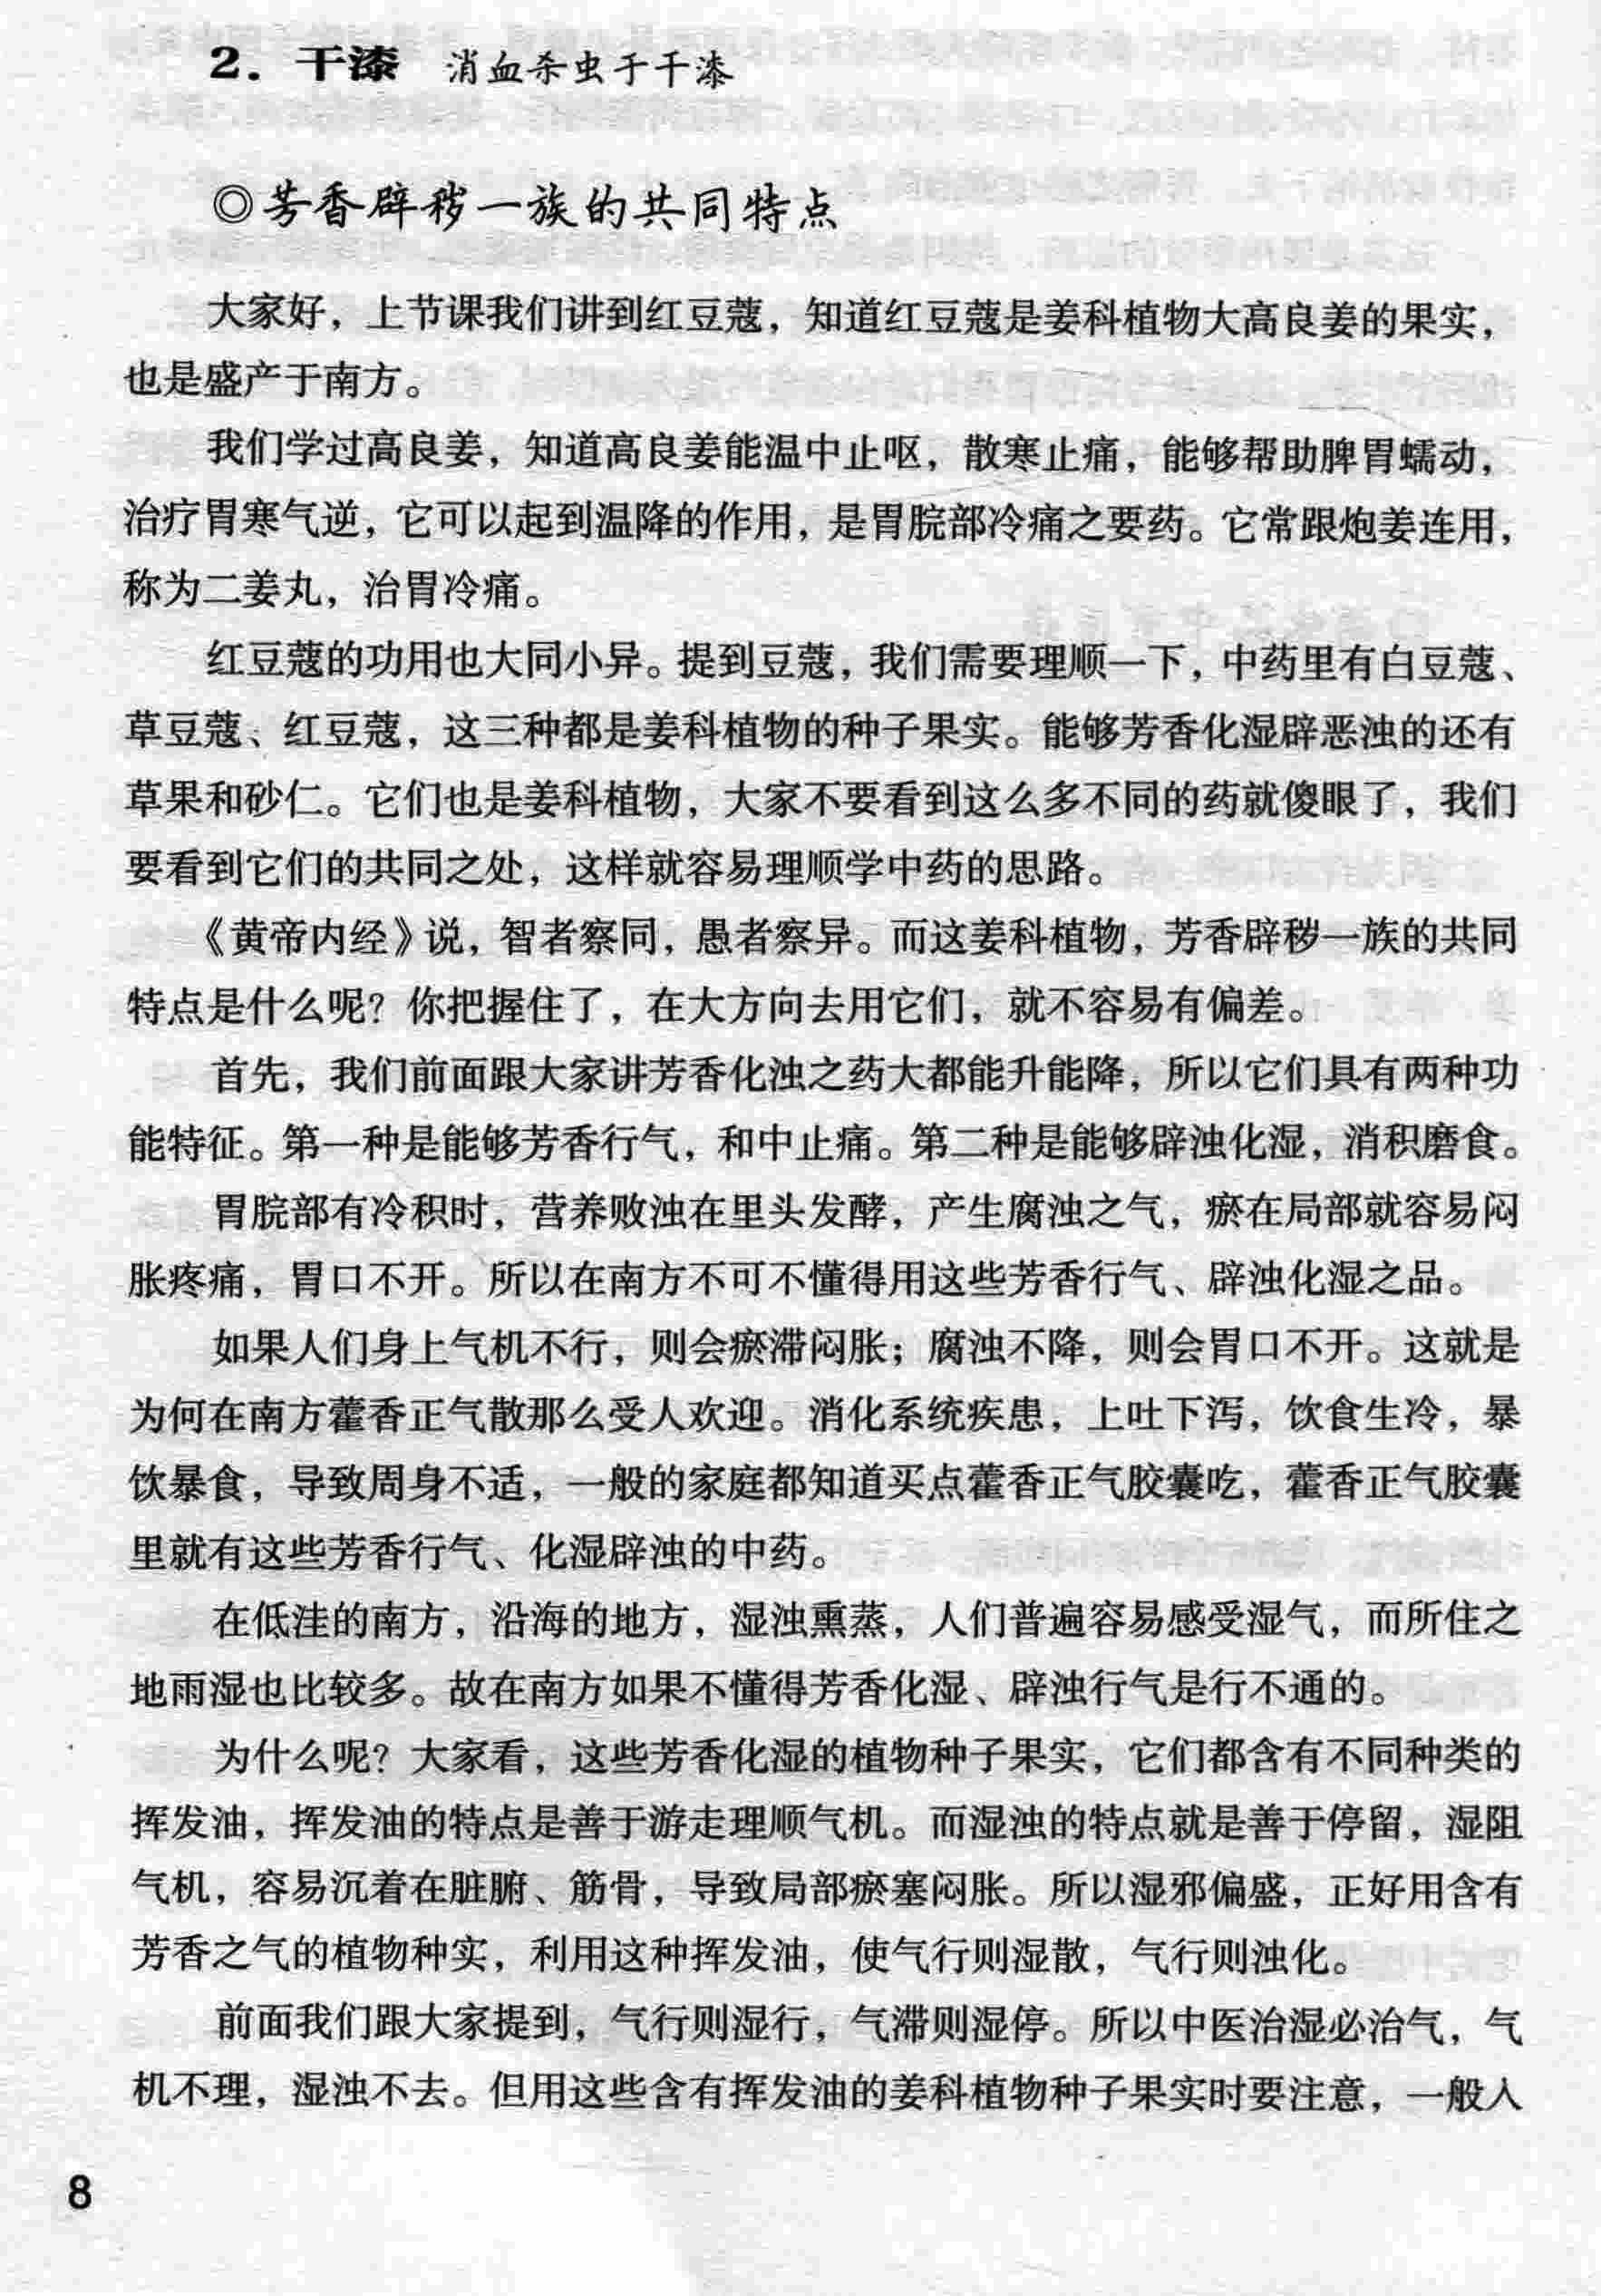 2. 干漆 消血杀虫于干漆
◎芳香辟秽一族的共同特点
大家好，上节课我们讲到红豆蔻，知道红豆蔻是姜科植物大高良姜的果实，
也是盛产于南方。
我们学过高良姜，知道高良姜能温中止呕，散寒止痛，能够帮助脾胃蠕动，
治疗胃寒气逆，它可以起到温降的作用，是胃脘部冷痛之要药。它常跟炮姜连用，
称为二姜丸，治胃冷痛。
红豆蔻的功用也大同小异。提到豆蔻，我们需要理顺一下，中药里有白豆蔻、
草豆蔻、红豆蔻，这三种都是姜科植物的种子果实。能够芳香化湿辟恶浊的还有
草果和砂仁。它们也是姜科植物，大家不要看到这么多不同的药就傻眼了，我们
要看到它们的共同之处，这样就容易理顺学中药的思路。
《黄帝内经》说，智者察同，愚者察异。而这姜科植物，芳香辟秽一族的共同
特点是什么呢？你把握住了，在大方向去用它们，就不容易有偏差。
首先，我们前面跟大家讲芳香化浊之药大都能升能降，所以它们具有两种功
能特征。第一种是能够芳香行气，和中止痛。第二种是能够辟浊化湿，消积磨食。
胃脘部有冷积时，营养败浊在里头发酵，产生腐浊之气，瘀在局部就容易闷
胀疼痛，胃口不开。所以在南方不可不懂得用这些芳香行气、辟浊化湿之品。
如果人们身上气机不行，则会瘀滞闷胀；腐浊不降，则会胃口不开。这就是
为何在南方藿香正气散那么受人欢迎。消化系统疾患，上吐下泻，饮食生冷，暴
饮暴食，导致周身不适，一般的家庭都知道买点藿香正气胶囊吃，藿香正气胶囊
里就有这些芳香行气、化湿辟浊的中药。
在低洼的南方，沿海的地方，湿浊熏蒸，人们普遍容易感受湿气，而所住之
地雨湿也比较多。故在南方如果不懂得芳香化湿、辟浊行气是行不通的。
为什么呢？大家看，这些芳香化湿的植物种子果实，它们都含有不同种类的
挥发油，挥发油的特点是善于游走理顺气机。而湿浊的特点就是善于停留，湿阻
气机，容易沉着在脏腑、筋骨，导致局部瘀塞闷胀。所以湿邪偏盛，正好用含有
芳香之气的植物种实，利用这种挥发油，使气行则湿散，气行则浊化。
前面我们跟大家提到，气行则湿行，气滞则湿停。所以中医治湿必治气，气
机不理，湿浊不去。但用这些含有挥发油的姜科植物种子果实时要注意，一般人
8